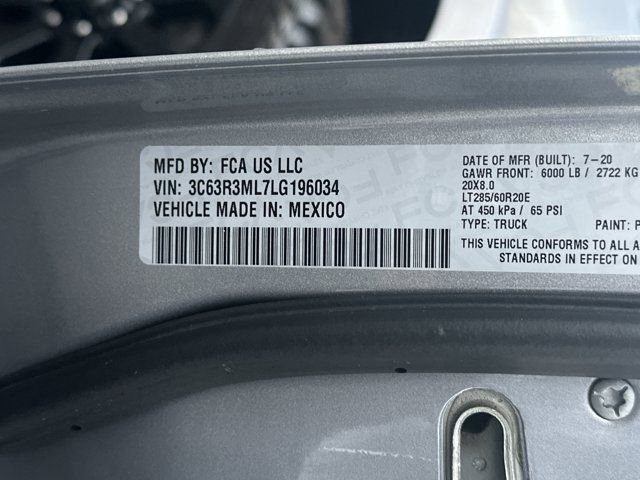 MFD BY: FCA US LLC
VIN: 3C63R3ML7LG196034
VEHICLE MADE IN: MEXICO
DATE OF MFR (BUILT): 7-20
GAWR FRONT: 6000 LB / 2722 KG
20X8.0
LT285/60R20E
AT 450 kPa / 65 PSI
TYPE: TRUCK PAINT: P
THIS VEHICLE CONFORMS TO ALL A
STANDARDS IN EFFECT ON